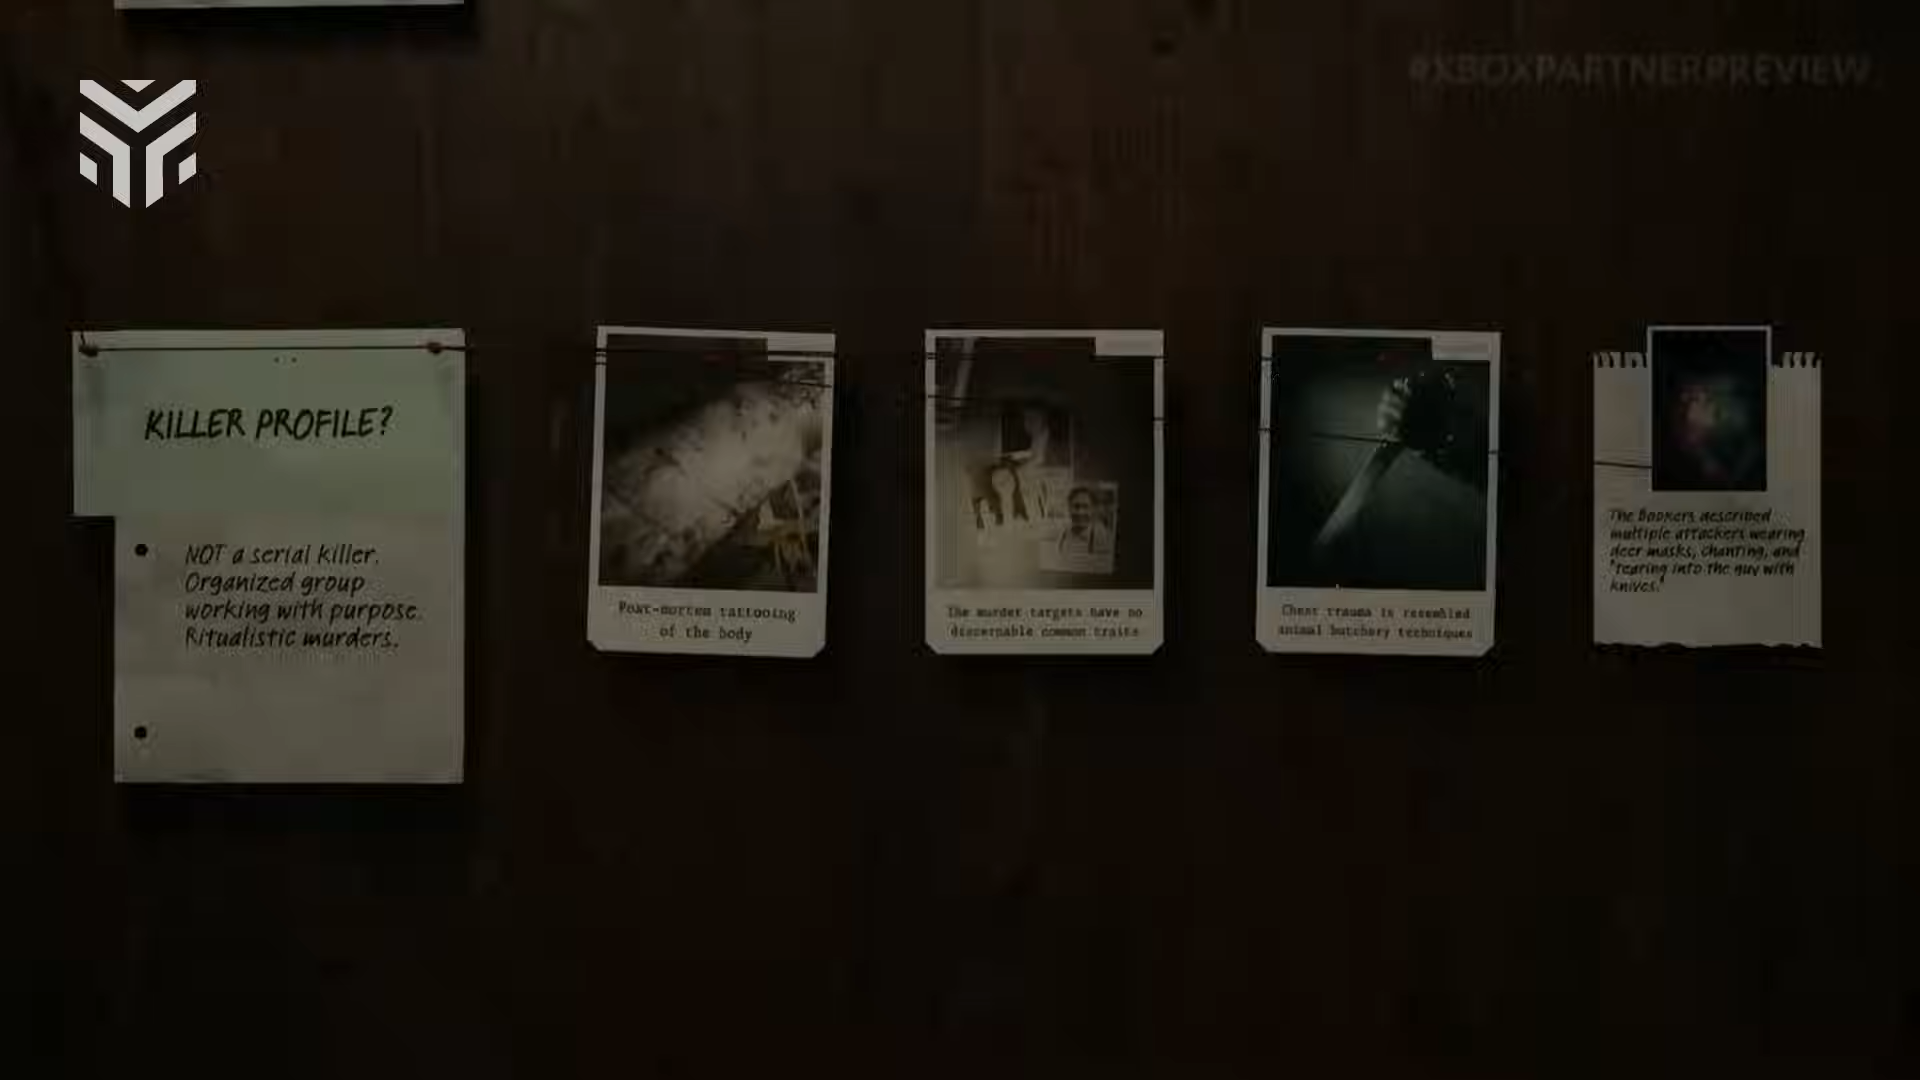 #XBOXPARTNERPREVIEW
KILLER PROFILE?
NOT a serial killer.
Organized group
working with purpose.
Ritualistic murders.
Post-mortem tattooing
of the body
The murder targets have no
discernable common traits
Chest trauma is resembled
animal butchery techniques
The Bookers described
multiple attackers wearing
deer masks, chanting, and
"tearing into the guy with
knives."